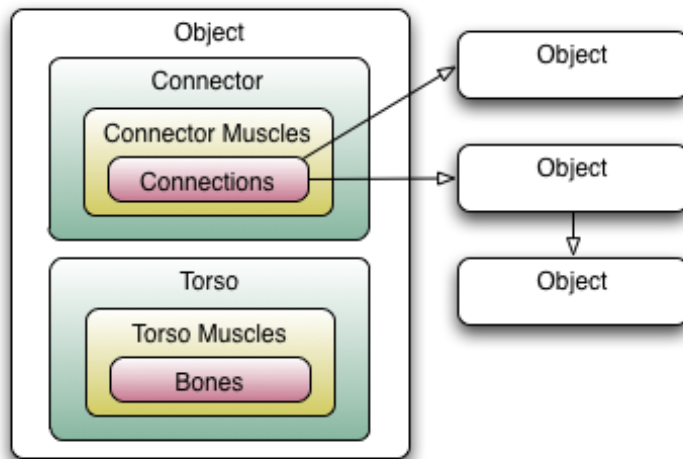 Object
Connector
Connector Muscles
Connections
Torso
Torso Muscles
Bones
Object
Object
Object